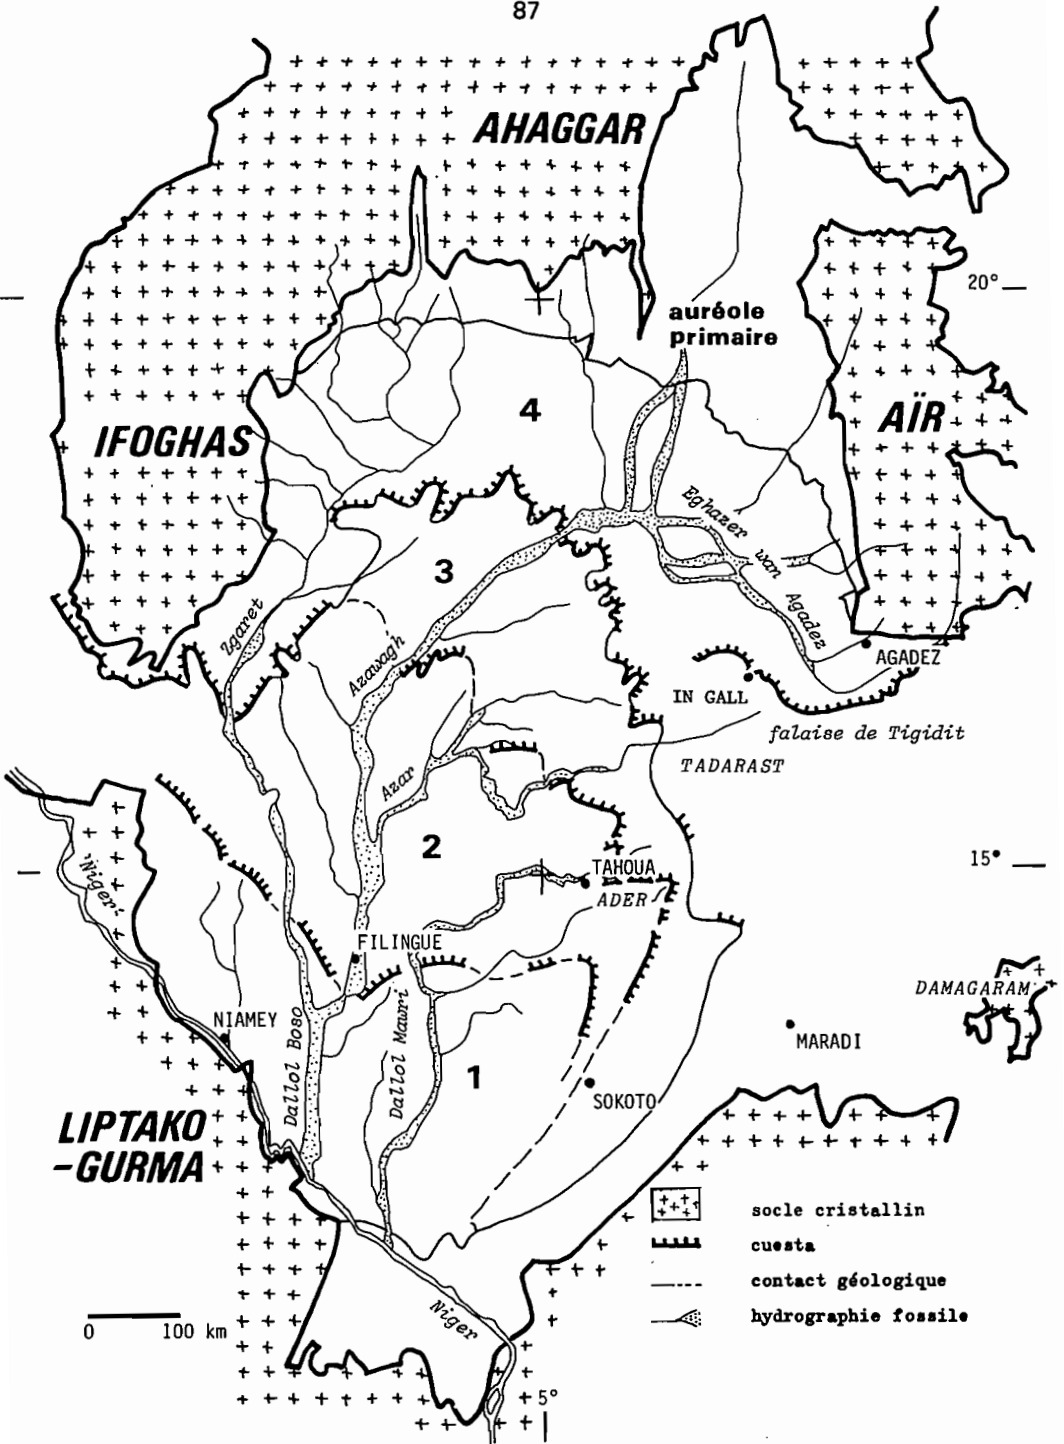 87
AHAGGAR
20°
auréole
primaire
4
AÏR
IFOGHAS
Eghazer wan Agadez
3
Zgaret
Azawagh
AGADEZ
IN GALL
falaise de Tigidit
TADARAST
Azar
2
15°
TAHOUA
ADER
Niger
FILINGUE
DAMAGARAM
NIAMEY
Dallol Boso
Dallol Mawri
MARADI
1
SOKOTO
LIPTAKO
-GURMA
socle cristallin
cuesta
contact géologique
hydrographie fossile
Niger
0 100 km
5°